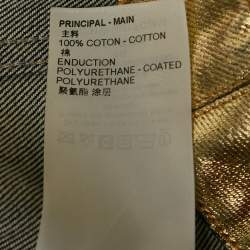 PRINCIPAL - MAIN
主料
100% COTON - COTTON
棉
ENDUCTION
POLYURETHANE - COATED
POLYURETHANE
聚氨酯 涂层